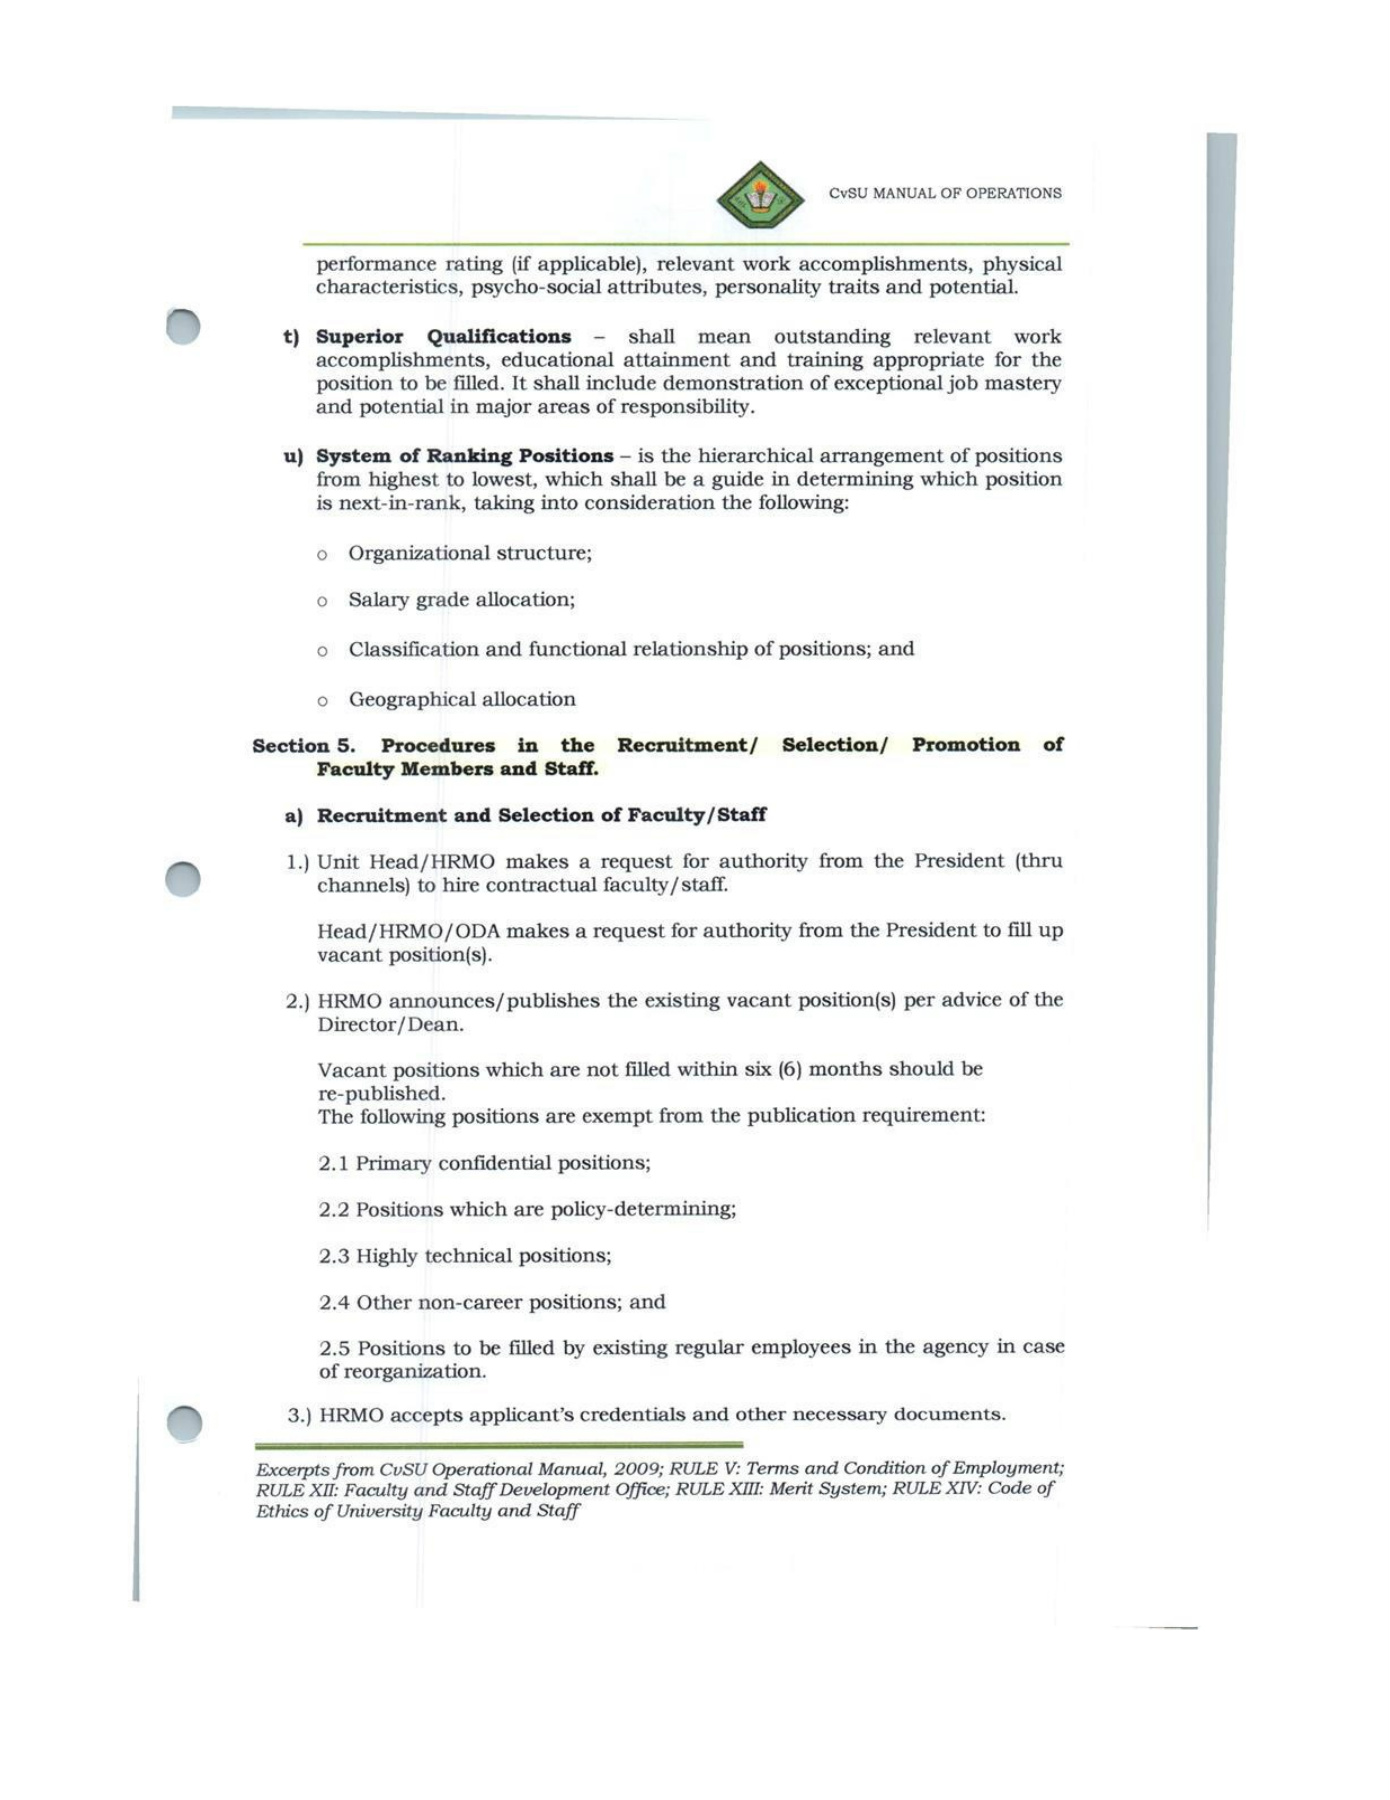 CvSU MANUAL OF OPERATIONS
performance rating (if applicable), relevant work accomplishments, physical
characteristics, psycho-social attributes, personality traits and potential.
t) Superior Qualifications – shall mean outstanding relevant work
accomplishments, educational attainment and training appropriate for the
position to be filled. It shall include demonstration of exceptional job mastery
and potential in major areas of responsibility.
u) System of Ranking Positions – is the hierarchical arrangement of positions
from highest to lowest, which shall be a guide in determining which position
is next-in-rank, taking into consideration the following:
o Organizational structure;
o Salary grade allocation;
o Classification and functional relationship of positions; and
o Geographical allocation
Section 5. Procedures in the Recruitment/ Selection/ Promotion of
Faculty Members and Staff.
a) Recruitment and Selection of Faculty/Staff
1.) Unit Head/HRMO makes a request for authority from the President (thru
channels) to hire contractual faculty/staff.
Head/HRMO/ODA makes a request for authority from the President to fill up
vacant position(s).
2.) HRMO announces/publishes the existing vacant position(s) per advice of the
Director/Dean.
Vacant positions which are not filled within six (6) months should be
re-published.
The following positions are exempt from the publication requirement:
2.1 Primary confidential positions;
2.2 Positions which are policy-determining;
2.3 Highly technical positions;
2.4 Other non-career positions; and
2.5 Positions to be filled by existing regular employees in the agency in case
of reorganization.
3.) HRMO accepts applicant's credentials and other necessary documents.
Excerpts from CvSU Operational Manual, 2009; RULE V: Terms and Condition of Employment;
RULE XII: Faculty and Staff Development Office; RULE XIII: Merit System; RULE XIV: Code of
Ethics of University Faculty and Staff